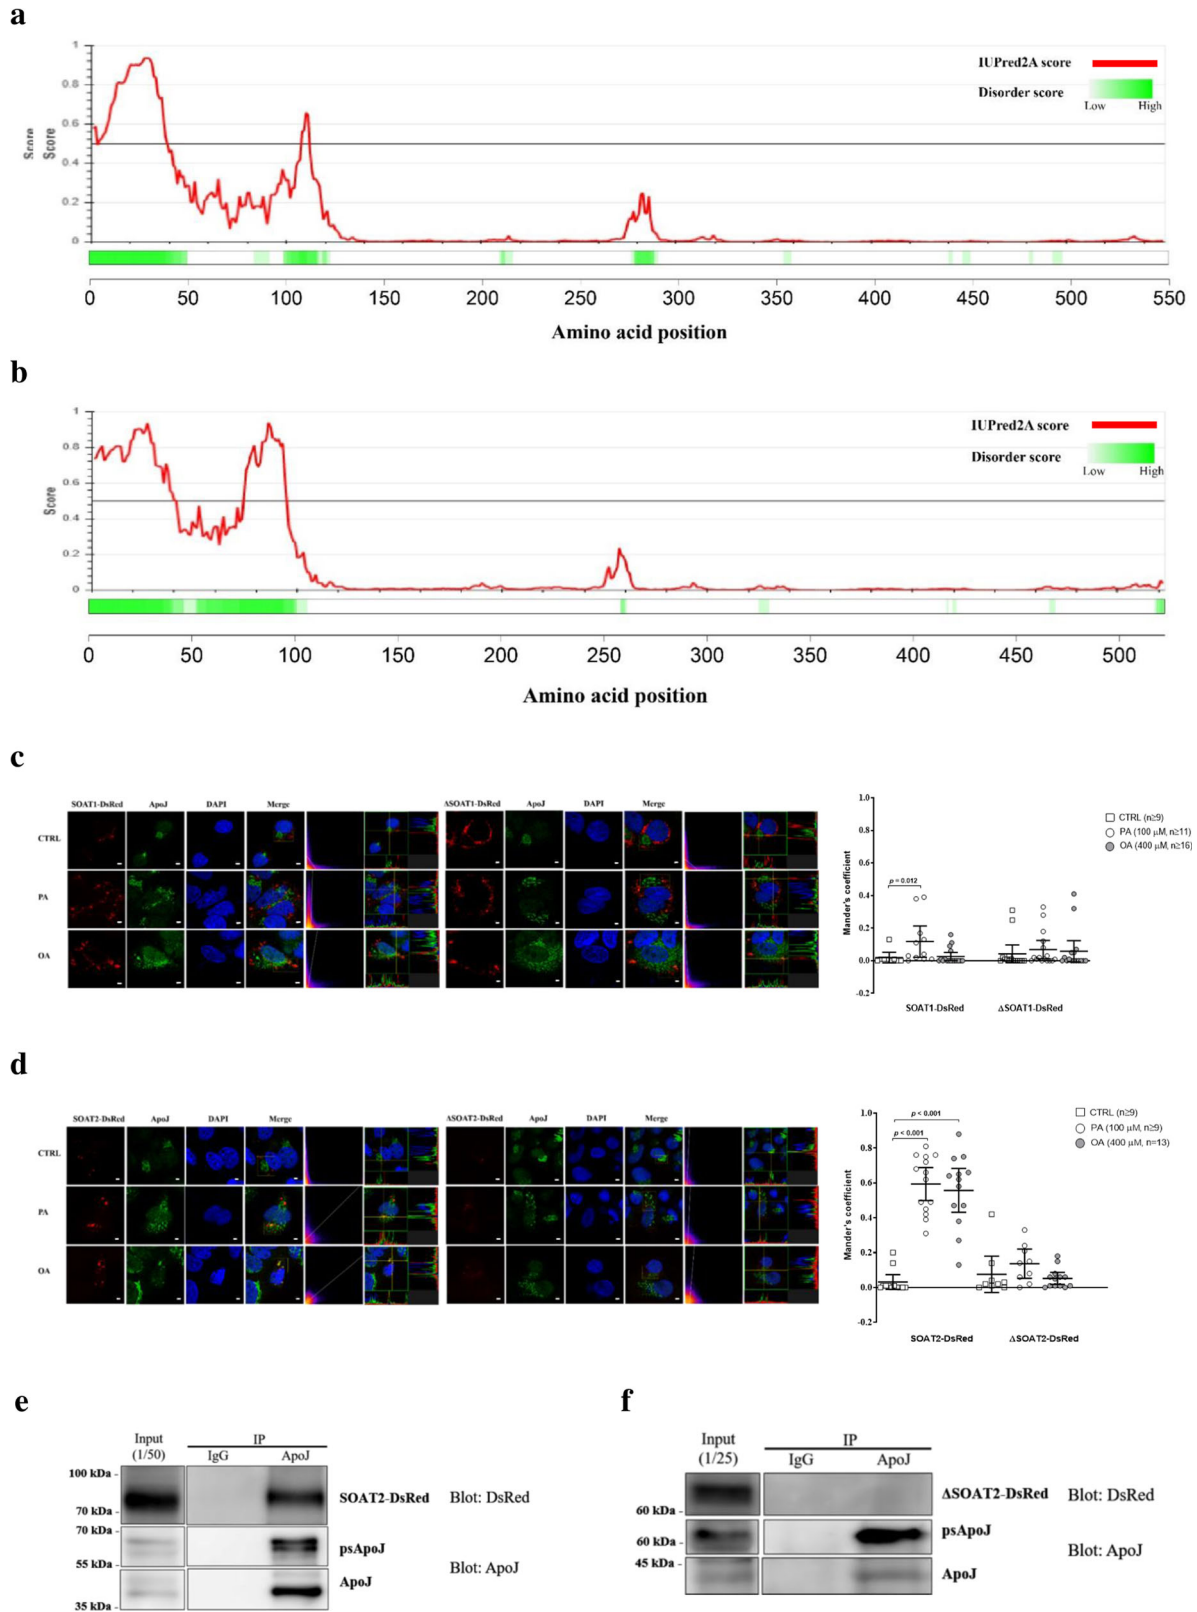 a
1
0.8
0.6
0.4
0.2
0
Score
Score
IUPred2A score
Disorder score
Low High
0 50 100 150 200 250 300 350 400 450 500 550
Amino acid position
b
1
0.8
0.6
0.4
0.2
0
Score
IUPred2A score
Disorder score
Low High
0 50 100 150 200 250 300 350 400 450 500
Amino acid position
c
SOAT1-DsRed ApoJ DAPI Merge
ΔSOAT1-DsRed ApoJ DAPI Merge
CTRL
PA
OA
1.0
0.8
0.6
0.4
0.2
0.0
-0.2
Mander's coefficient
p = 0.012
CTRL (n≥9)
PA (100 μM, n≥11)
OA (400 μM, n≥16)
SOAT1-DsRed ΔSOAT1-DsRed
d
SOAT2-DsRed ApoJ DAPI Merge
ΔSOAT2-DsRed ApoJ DAPI Merge
CTRL
PA
OA
1.0
0.8
0.6
0.4
0.2
0.0
-0.2
Mander's coefficient
p < 0.001
p < 0.001
CTRL (n≥9)
PA (100 μM, n≥9)
OA (400 μM, n=13)
SOAT2-DsRed ΔSOAT2-DsRed
e
Input
(1/50)
IP
IgG ApoJ
100 kDa
70 kDa
70 kDa
55 kDa
35 kDa
SOAT2-DsRed Blot: DsRed
psApoJ
Blot: ApoJ
ApoJ
f
Input
(1/25)
IP
IgG ApoJ
60 kDa
60 kDa
45 kDa
ΔSOAT2-DsRed Blot: DsRed
psApoJ
Blot: ApoJ
ApoJ